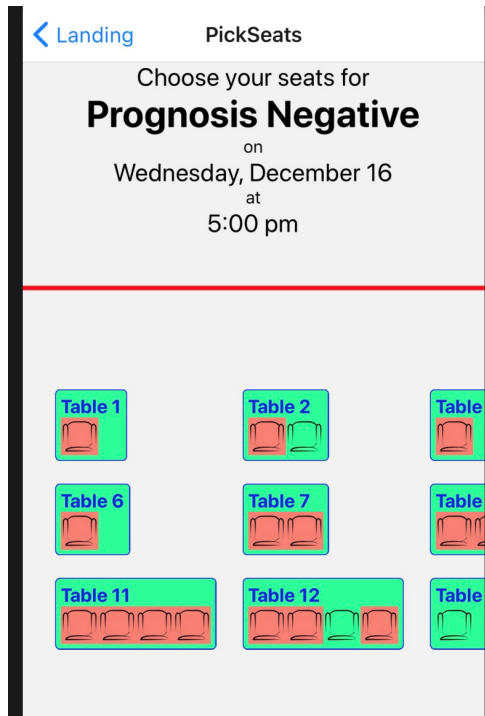 Landing PickSeats
Choose your seats for
Prognosis Negative
on
Wednesday, December 16
at
5:00 pm
Table 1 Table 2 Table
Table 6 Table 7 Table
Table 11 Table 12 Table